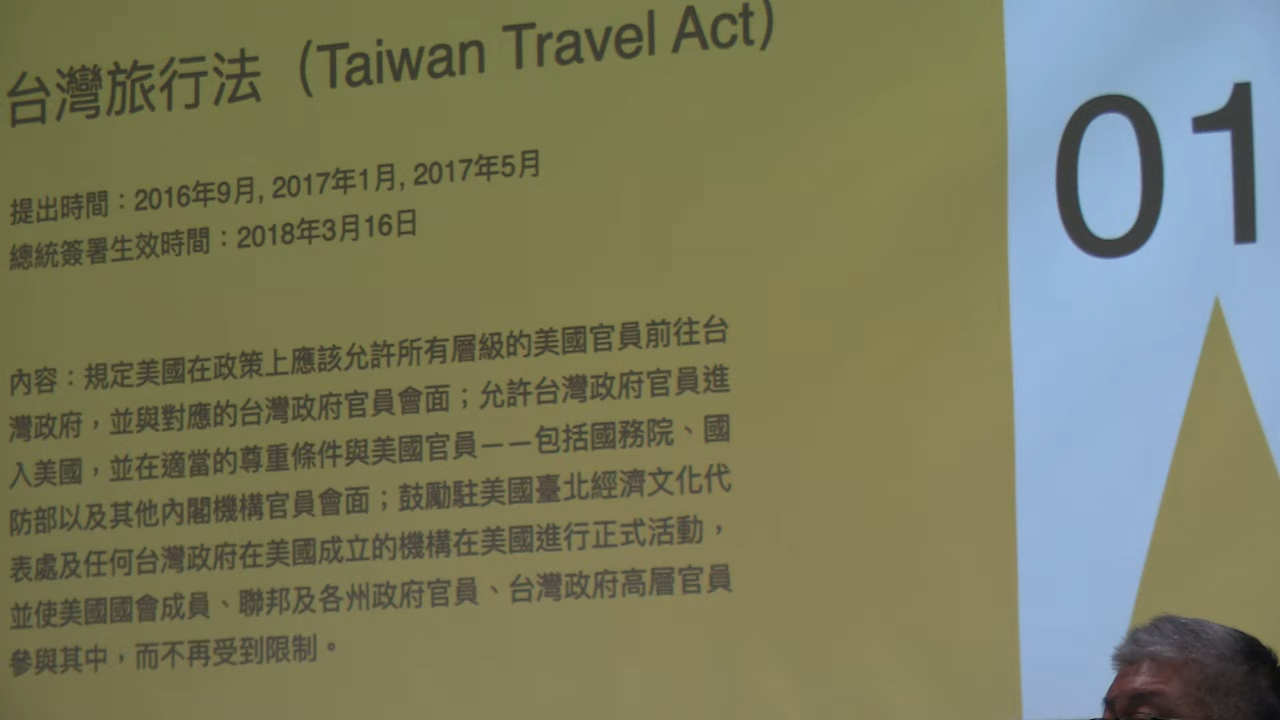 台灣旅行法（Taiwan Travel Act）
01
提出時間：2016年9月, 2017年1月, 2017年5月
總統簽署生效時間：2018年3月16日
內容：規定美國在政策上應該允許所有層級的美國官員前往台
灣政府，並與對應的台灣政府官員會面；允許台灣政府官員進
入美國，並在適當的尊重條件與美國官員——包括國務院、國
防部以及其他內閣機構官員會面；鼓勵駐美國臺北經濟文化代
表處及任何台灣政府在美國成立的機構在美國進行正式活動，
並使美國國會成員、聯邦及各州政府官員、台灣政府高層官員
參與其中，而不再受到限制。